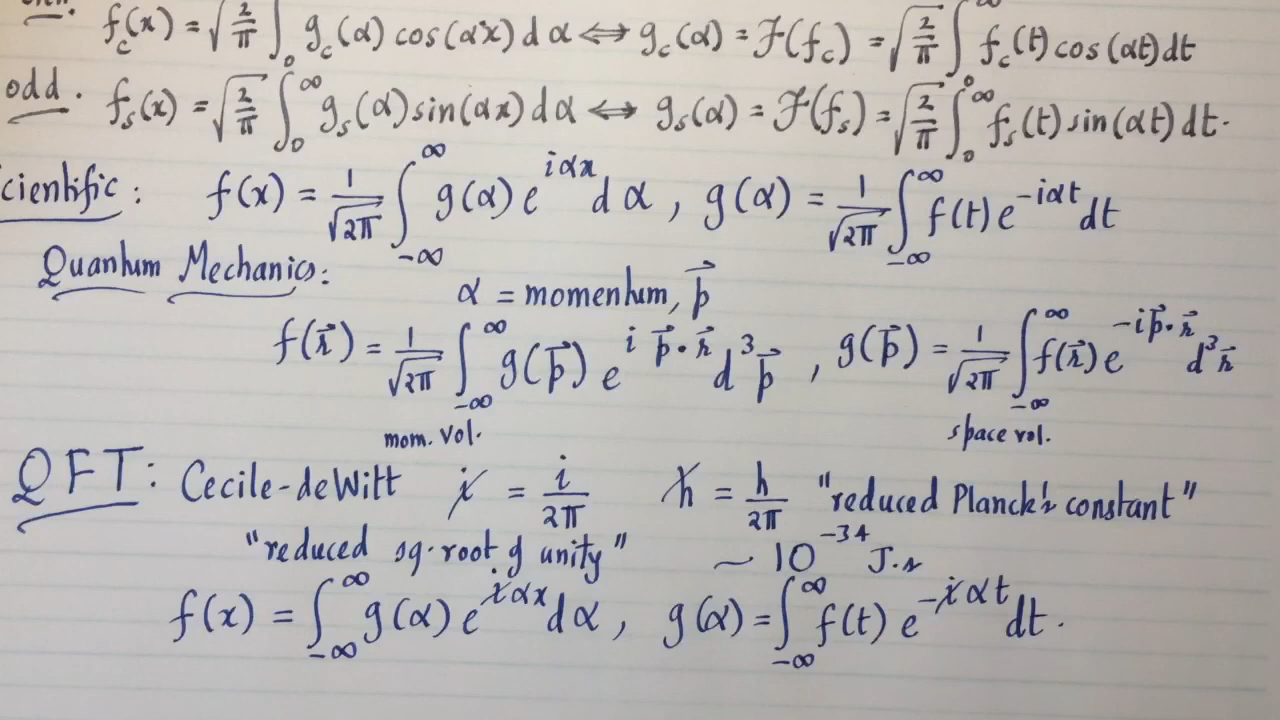 f_c(x) = √(2/π) ∫_0 g_c(α) cos(αx) dα ⟺ g_c(α) = ℱ(f_c) = √(2/π) ∫_0^∞ f_c(t) cos(αt) dt
odd. f_s(x) = √(2/π) ∫_0^∞ g_s(α) sin(αx) dα ⟺ g_s(α) = ℱ(f_s) = √(2/π) ∫_0^∞ f_s(t) sin(αt) dt.
cientific: f(x) = 1/√2π ∫_-∞^∞ g(α) e^{iαx} dα, g(α) = 1/√2π ∫_-∞^∞ f(t) e^{-iαt} dt
Quantum Mechanics:
α = momentum, p⃗
f(r⃗) = 1/√2π ∫_-∞^∞ g(p⃗) e^{i p⃗·r⃗} d³p⃗, g(p⃗) = 1/√2π ∫_-∞^∞ f(r⃗) e^{-ip⃗·r⃗} d³r⃗
mom. vol. space vol.
QFT: Cecile-deWitt ɨ = i/2π ħ = h/2π "reduced Planck's constant"
"reduced sq. root of unity" ~ 10^{-34} J.s
f(x) = ∫_-∞^∞ g(α) e^{ɨαx} dα, g(α) = ∫_-∞^∞ f(t) e^{-ɨαt} dt.